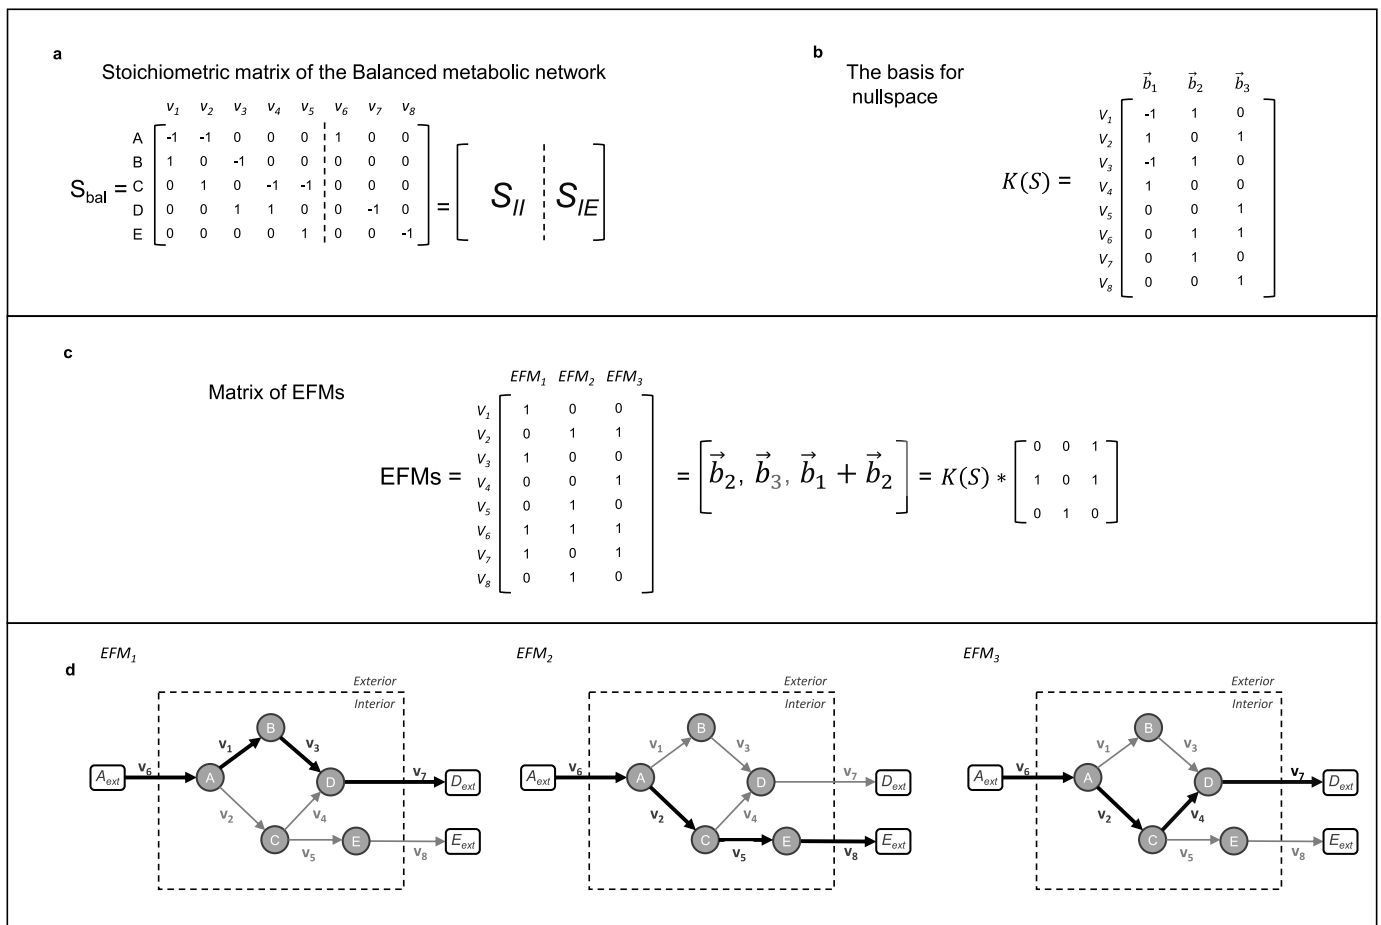 a
Stoichiometric matrix of the Balanced metabolic network
v1 v2 v3 v4 v5 v6 v7 v8
A -1 -1 0 0 0 1 0 0
B 1 0 -1 0 0 0 0 0
Sbal = C 0 1 0 -1 -1 0 0 0 = [ SII SIE ]
D 0 0 1 1 0 0 -1 0
E 0 0 0 0 1 0 0 -1
b
The basis for
nullspace
b⃗1 b⃗2 b⃗3
V1 -1 1 0
V2 1 0 1
V3 -1 1 0
K(S) = V4 1 0 0
V5 0 0 1
V6 0 1 1
V7 0 1 0
V8 0 0 1
c
Matrix of EFMs
EFM1 EFM2 EFM3
V1 1 0 0
V2 0 1 1
V3 1 0 0
EFMs = V4 0 0 1 = [ b⃗2, b⃗3, b⃗1 + b⃗2 ] = K(S) *
V5 0 1 0
V6 1 1 1
V7 1 0 1
V8 0 1 0
0 0 1
1 0 1
0 1 0
d
EFM1
Exterior
Interior
Aext v6 A v1 B v3 D v7 Dext
v2 C v4 v5 E v8 Eext
EFM2
Exterior
Interior
Aext v6 A v1 B v3 D v7 Dext
v2 C v4 v5 E v8 Eext
EFM3
Exterior
Interior
Aext v6 A v1 B v3 D v7 Dext
v2 C v4 v5 E v8 Eext